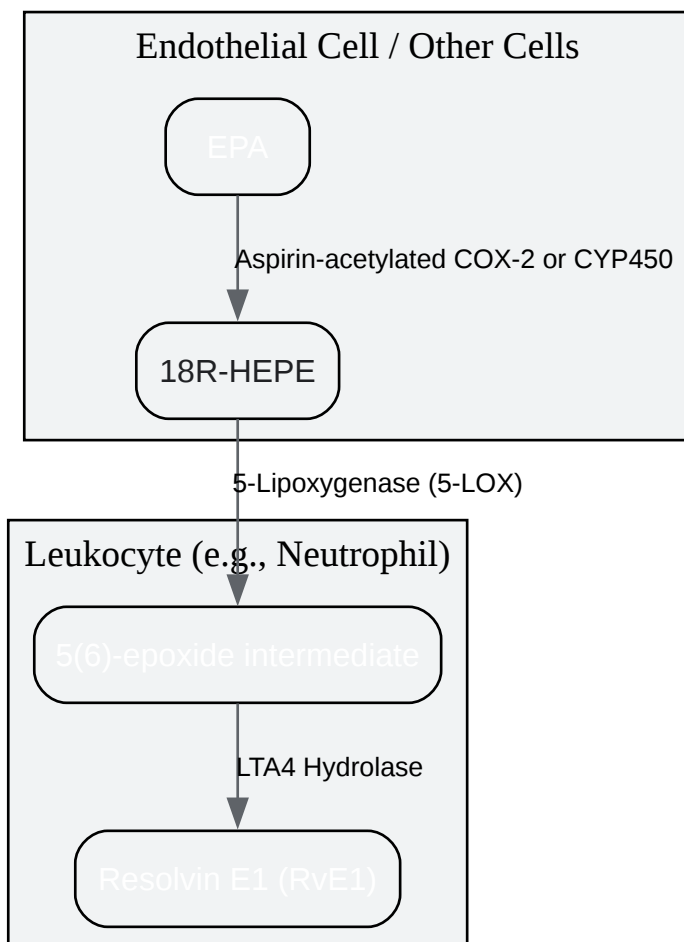 Endothelial Cell / Other Cells
EPA
Aspirin-acetylated COX-2 or CYP450
18R-HEPE
5-Lipoxygenase (5-LOX)
Leukocyte (e.g., Neutrophil)
5(6)-epoxide intermediate
LTA4 Hydrolase
Resolvin E1 (RvE1)